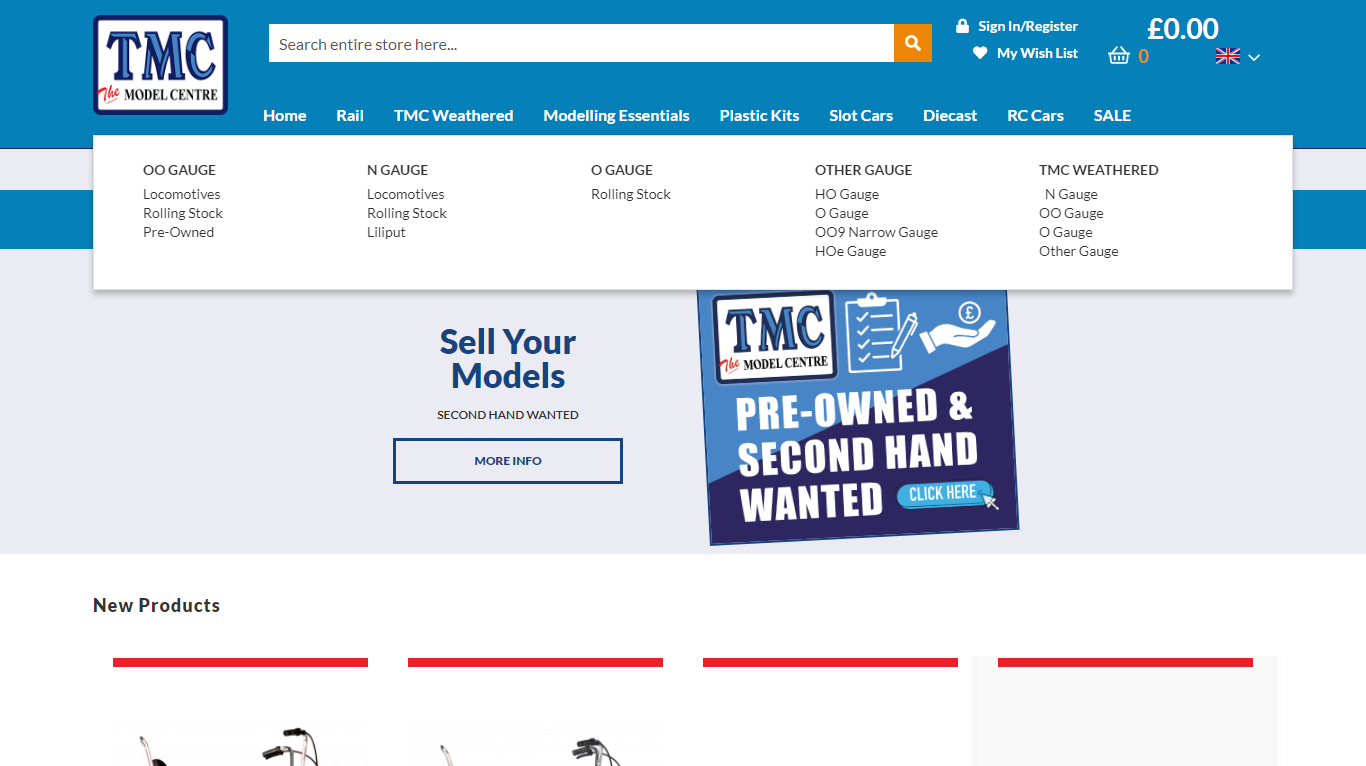 TMC
The MODEL CENTRE
Search entire store here...
Sign In/Register
My Wish List
£0.00
0
Home
Rail
TMC Weathered
Modelling Essentials
Plastic Kits
Slot Cars
Diecast
RC Cars
SALE
OO GAUGE
Locomotives
Rolling Stock
Pre-Owned
N GAUGE
Locomotives
Rolling Stock
Liliput
O GAUGE
Rolling Stock
OTHER GAUGE
HO Gauge
O Gauge
OO9 Narrow Gauge
HOe Gauge
TMC WEATHERED
N Gauge
OO Gauge
O Gauge
Other Gauge
Sell Your
Models
SECOND HAND WANTED
MORE INFO
TMC
The MODEL CENTRE
£
PRE-OWNED &
SECOND HAND
WANTED
CLICK HERE
New Products